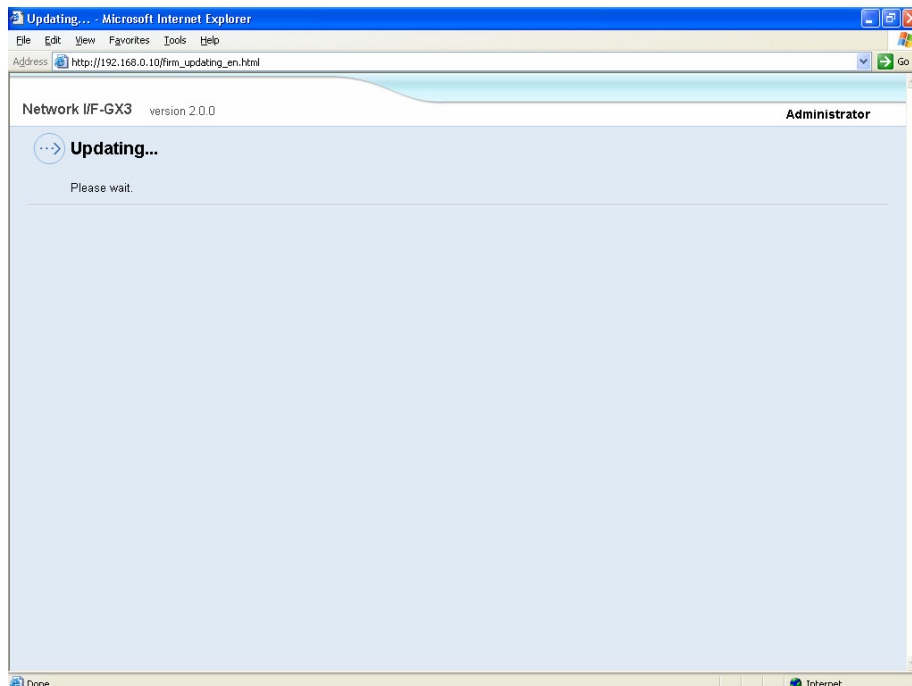 Updating... - Microsoft Internet Explorer
File Edit View Favorites Tools Help
Address http://192.168.0.10/firm_updating_en.html Go
Network I/F-GX3 version 2.0.0
Administrator
Updating...
Please wait.
Done Internet